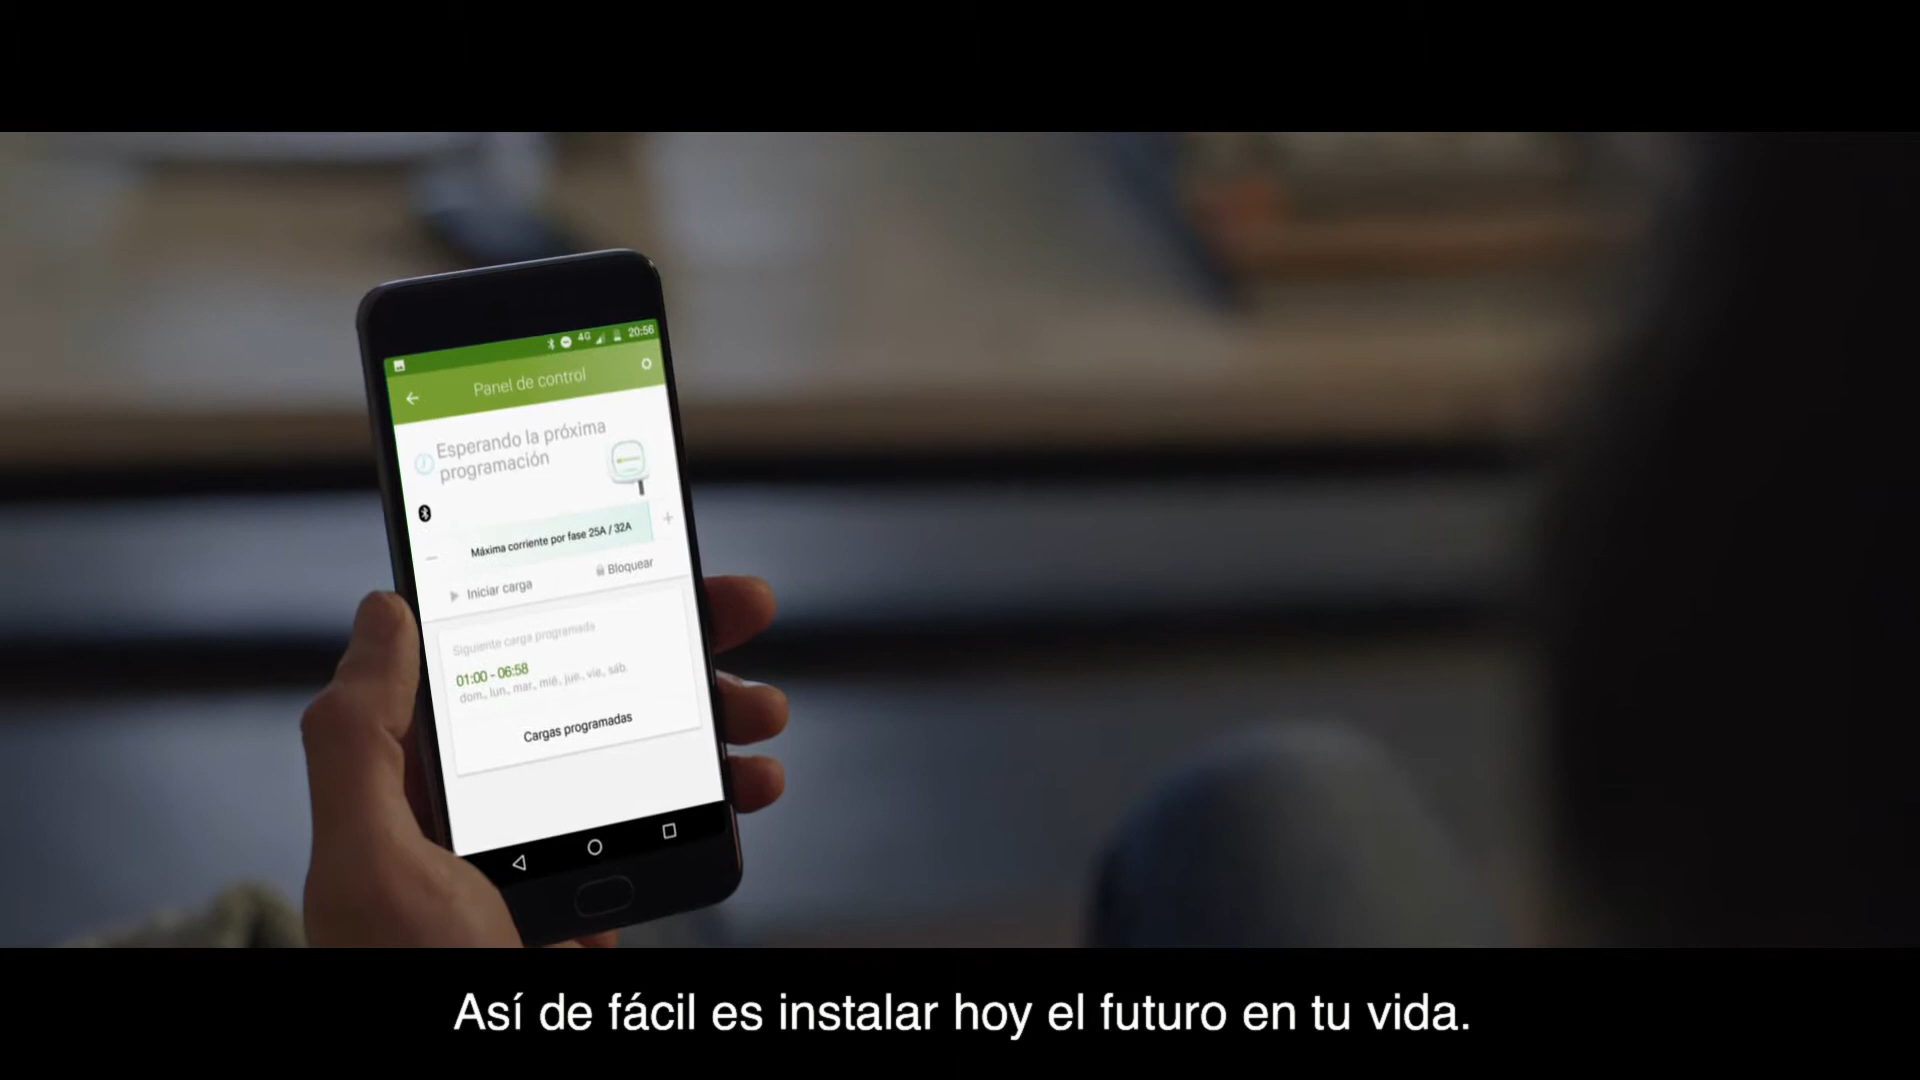 4G 20:56
Panel de control
Esperando la próxima
programación
Máxima corriente por fase 25A / 32A
Iniciar carga
Bloquear
Siguiente carga programada
01:00 - 06:58
dom., lun., mar., mié., jue., vie., sáb.
Cargas programadas
Así de fácil es instalar hoy el futuro en tu vida.